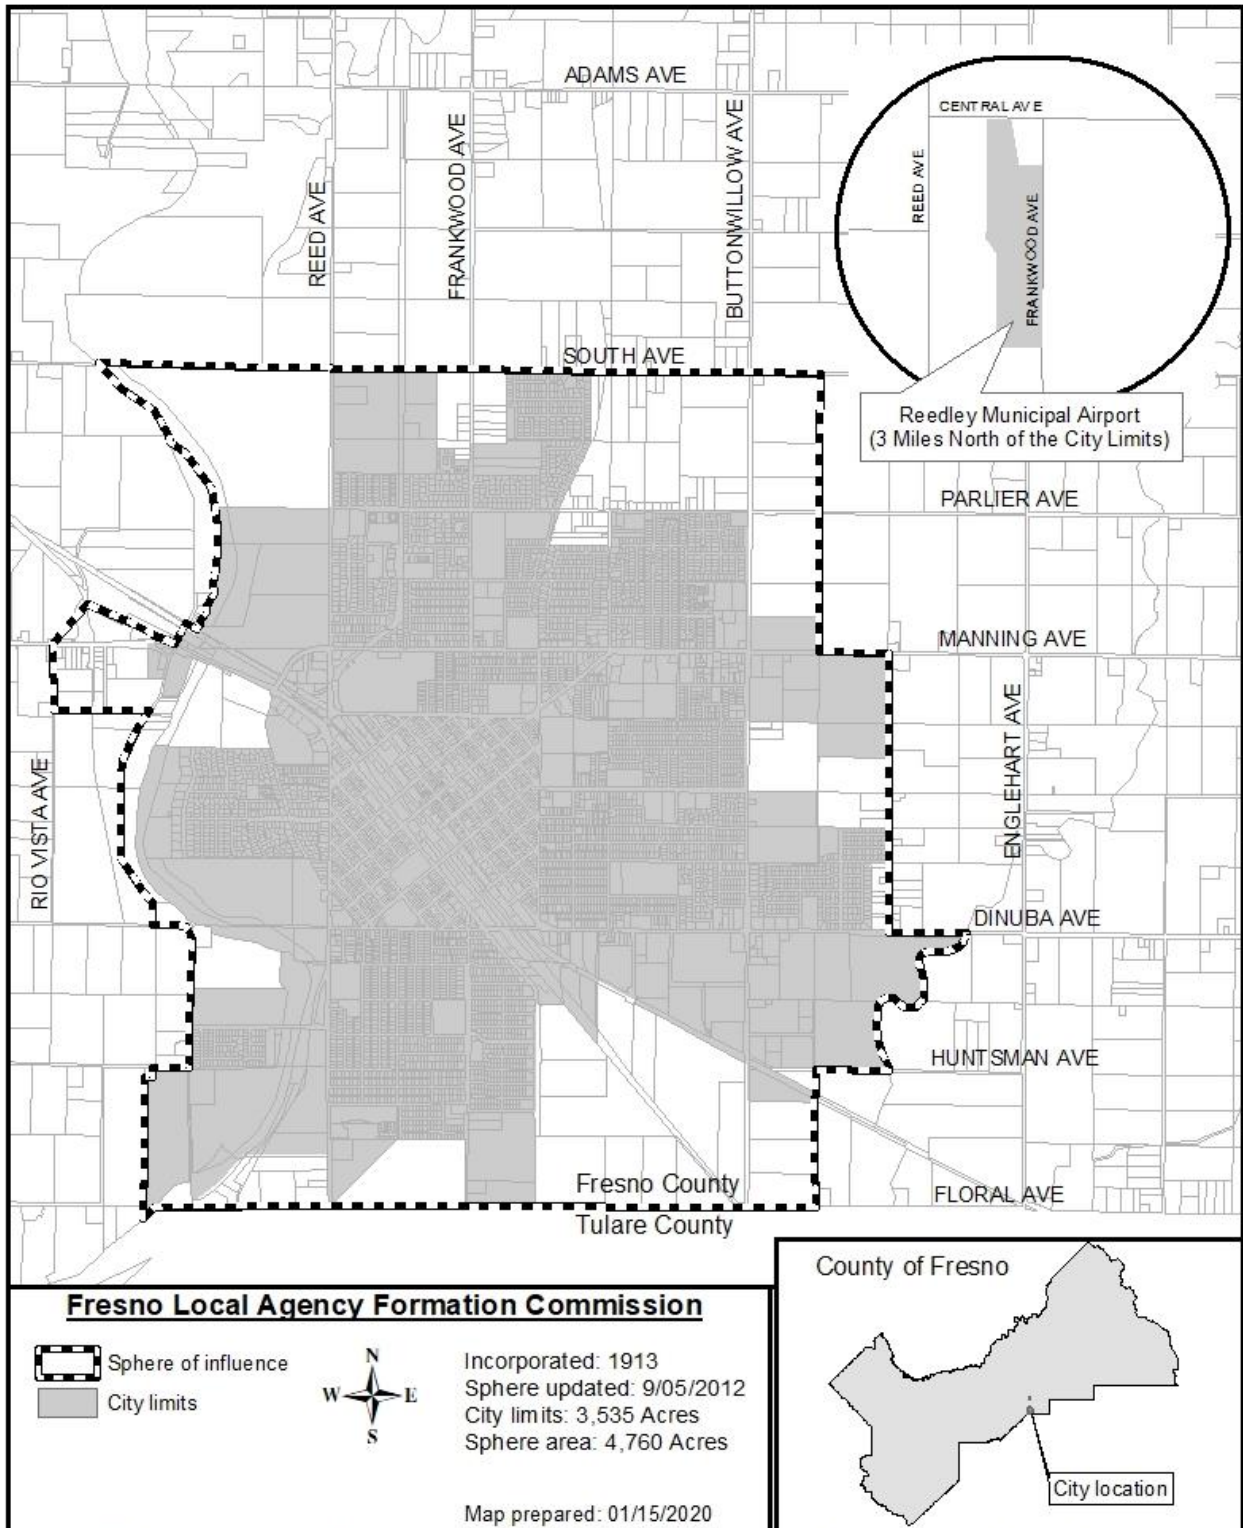 ADAMS AVE
REED AVE
FRANKWOOD AVE
BUTTONWILLOW AVE
CENTRAL AVE
REED AVE
FRANKWOOD AVE
SOUTH AVE
Reedley Municipal Airport
(3 Miles North of the City Limits)
PARLIER AVE
MANNING AVE
ENGLEHART AVE
RIO VISTA AVE
DINUBA AVE
HUNTSMAN AVE
Fresno County
FLORAL AVE
Tulare County
Fresno Local Agency Formation Commission
Sphere of influence
City limits
N
W
E
S
Incorporated: 1913
Sphere updated: 9/05/2012
City limits: 3,535 Acres
Sphere area: 4,760 Acres
Map prepared: 01/15/2020
County of Fresno
City location